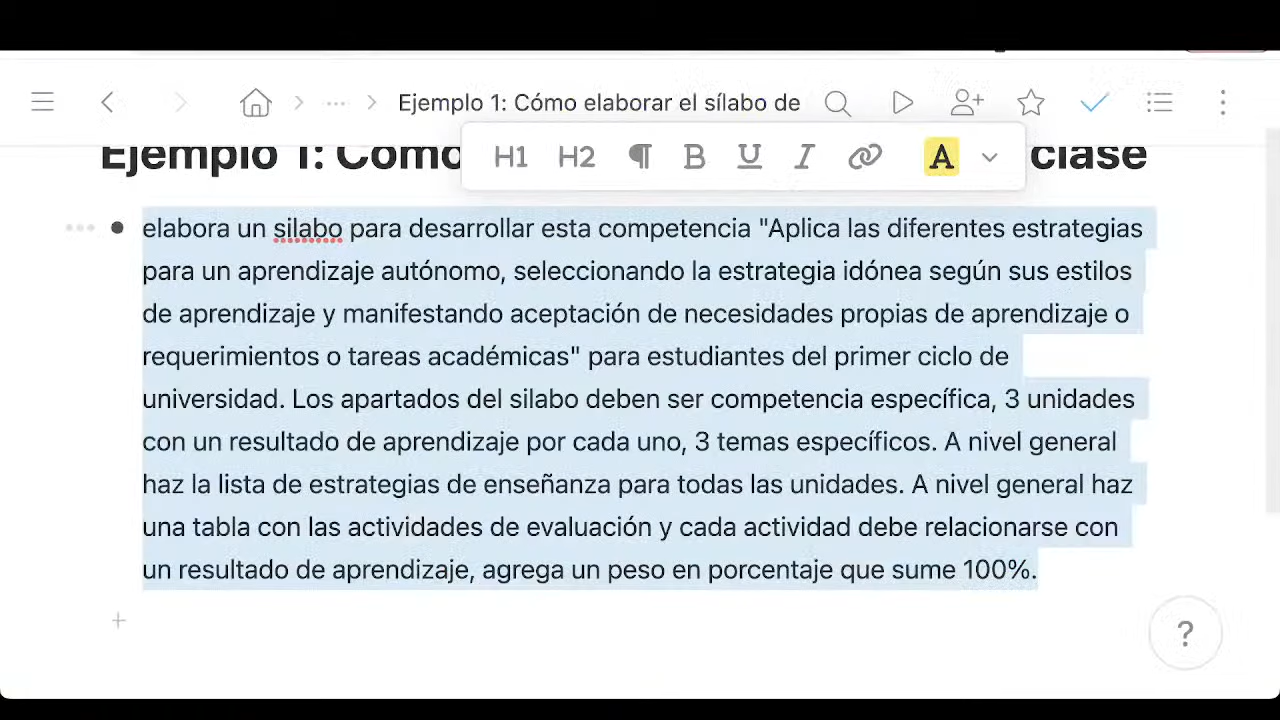 Ejemplo 1: Cómo elaborar el sílabo de
H1 H2 ¶ B U I A
Ejemplo 1: Cómo clase
elabora un silabo para desarrollar esta competencia "Aplica las diferentes estrategias
para un aprendizaje autónomo, seleccionando la estrategia idónea según sus estilos
de aprendizaje y manifestando aceptación de necesidades propias de aprendizaje o
requerimientos o tareas académicas" para estudiantes del primer ciclo de
universidad. Los apartados del silabo deben ser competencia específica, 3 unidades
con un resultado de aprendizaje por cada uno, 3 temas específicos. A nivel general
haz la lista de estrategias de enseñanza para todas las unidades. A nivel general haz
una tabla con las actividades de evaluación y cada actividad debe relacionarse con
un resultado de aprendizaje, agrega un peso en porcentaje que sume 100%.
?